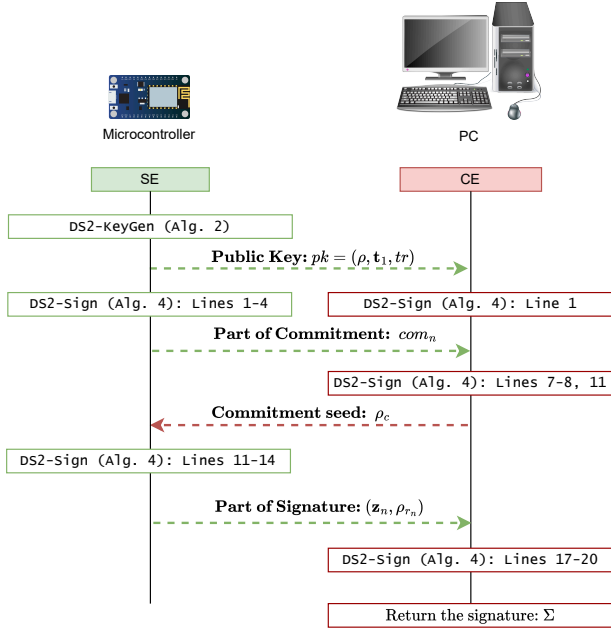 Microcontroller
PC
SE
CE
DS2-KeyGen (Alg. 2)
Public Key: pk = (ρ, t₁, tr)
DS2-Sign (Alg. 4): Lines 1-4
DS2-Sign (Alg. 4): Line 1
Part of Commitment: comₙ
DS2-Sign (Alg. 4): Lines 7-8, 11
Commitment seed: ρ_c
DS2-Sign (Alg. 4): Lines 11-14
Part of Signature: (zₙ, ρ_{rₙ})
DS2-Sign (Alg. 4): Lines 17-20
Return the signature: Σ